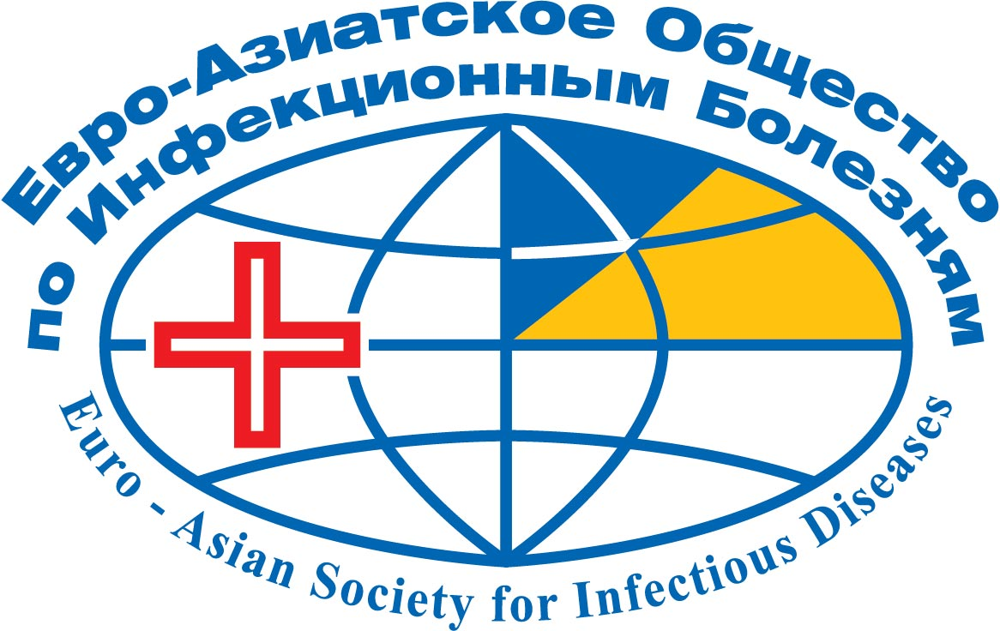 Евро-Азиатское Общество
по Инфекционным Болезням
Euro - Asian Society for Infectious Diseases